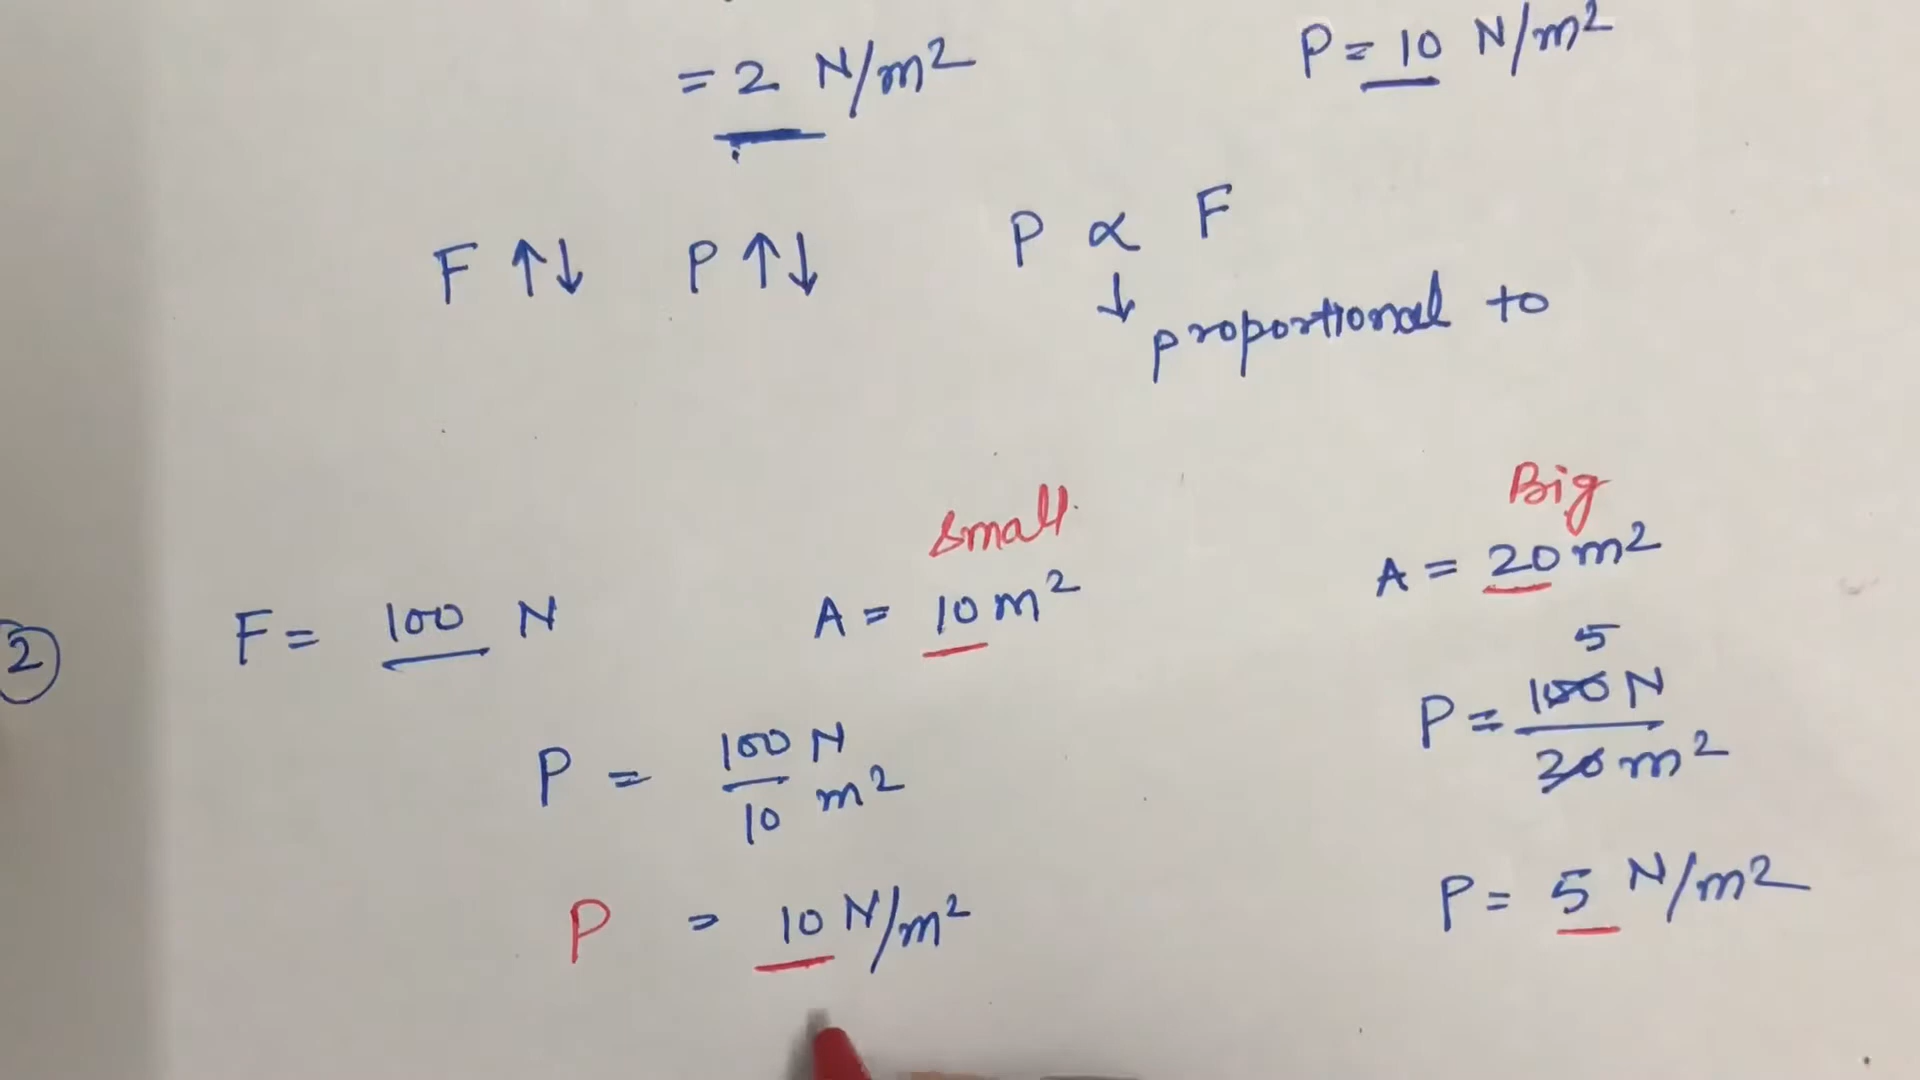 = 2 N/m²
P = 10 N/m²
F ↑↓ P ↑↓ P ∝ F
↓ proportional to
Small
Big
② F = 100 N A = 10 m²
A = 20 m²
5
P = 100 N / 10 m²
P = 100 N / 20 m²
P = 10 N/m²
P = 5 N/m²